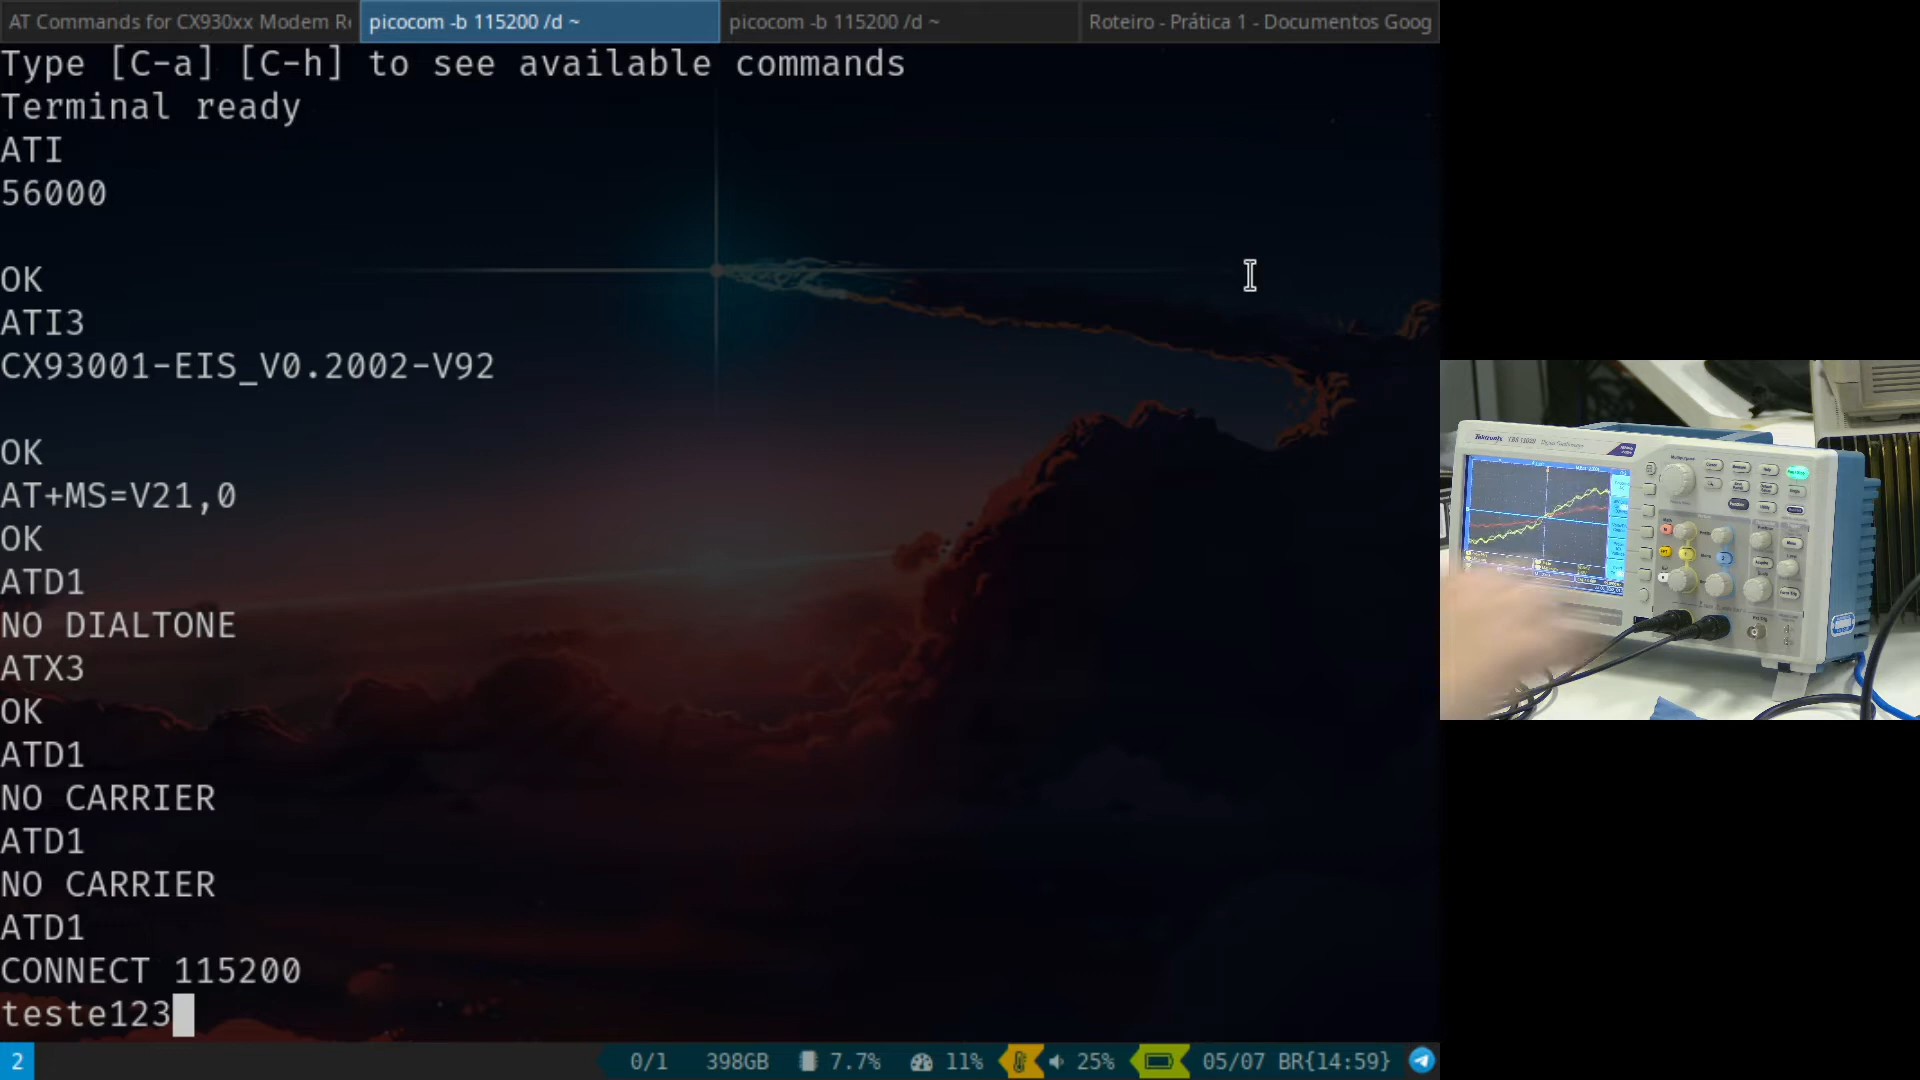 AT Commands for CX930xx Modem R
picocom -b 115200 /d ~
picocom -b 115200 /d ~
Roteiro - Prática 1 - Documentos Goog
Type [C-a] [C-h] to see available commands
Terminal ready
ATI
56000
OK
ATI3
CX93001-EIS_V0.2002-V92
OK
AT+MS=V21,0
OK
ATD1
NO DIALTONE
ATX3
OK
ATD1
NO CARRIER
ATD1
NO CARRIER
ATD1
CONNECT 115200
teste123
2
0/1 398GB 7.7% 11% 25% 05/07 BR{14:59}
Tektronix